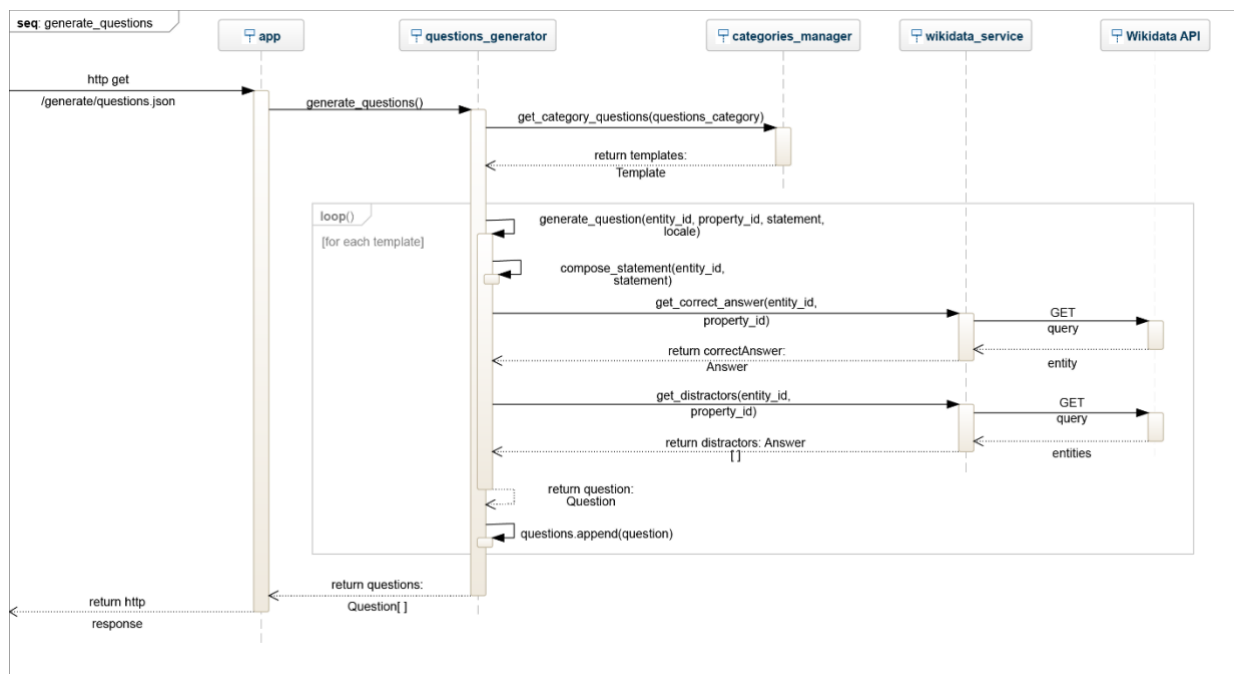 seq: generate_questions
app
questions_generator
categories_manager
wikidata_service
Wikidata API
http get
/generate/questions.json
generate_questions()
get_category_questions(questions_category)
return templates:
Template
loop()
[for each template]
generate_question(entity_id, property_id, statement,
locale)
compose_statement(entity_id,
statement)
get_correct_answer(entity_id,
property_id)
GET
query
return correctAnswer:
Answer
entity
get_distractors(entity_id,
property_id)
GET
query
return distractors: Answer
[ ]
entities
return question:
Question
questions.append(question)
return questions:
Question[ ]
return http
response